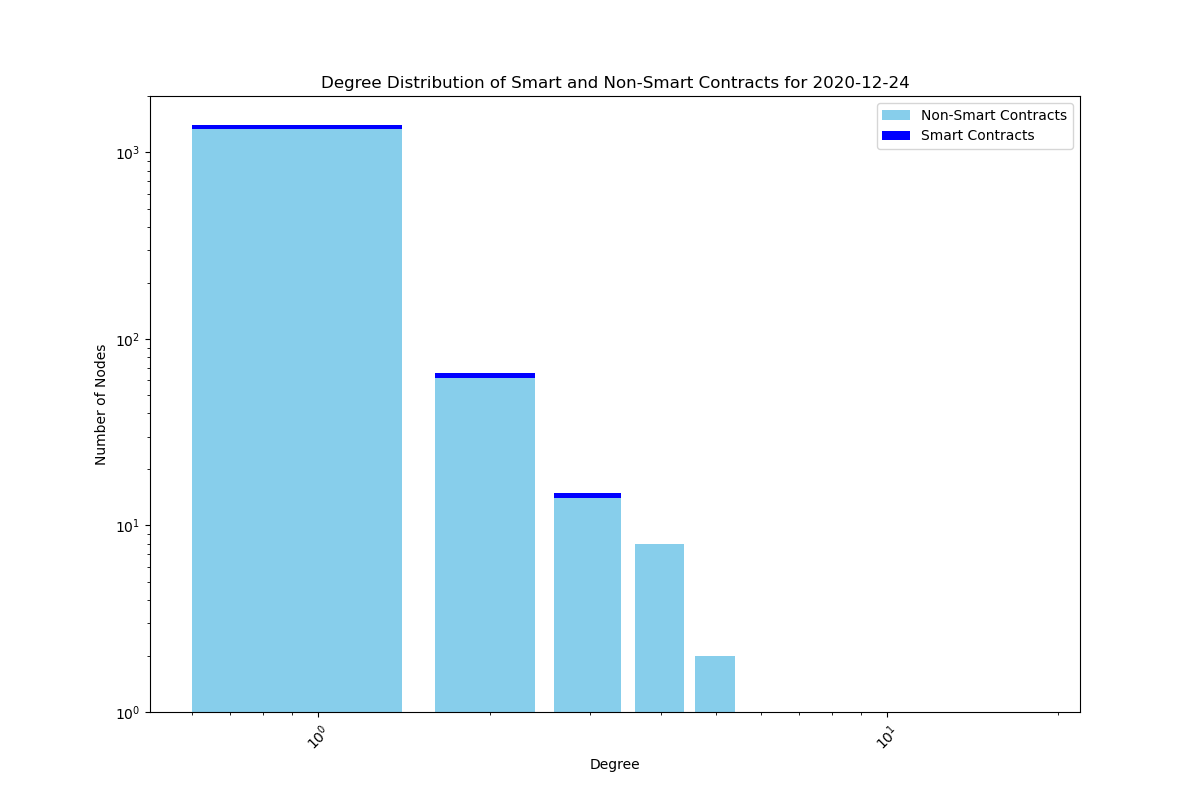 Degree Distribution of Smart and Non-Smart Contracts for 2020-12-24
Non-Smart Contracts
Smart Contracts
Number of Nodes
10³
10²
10¹
10⁰
10⁰
10¹
Degree